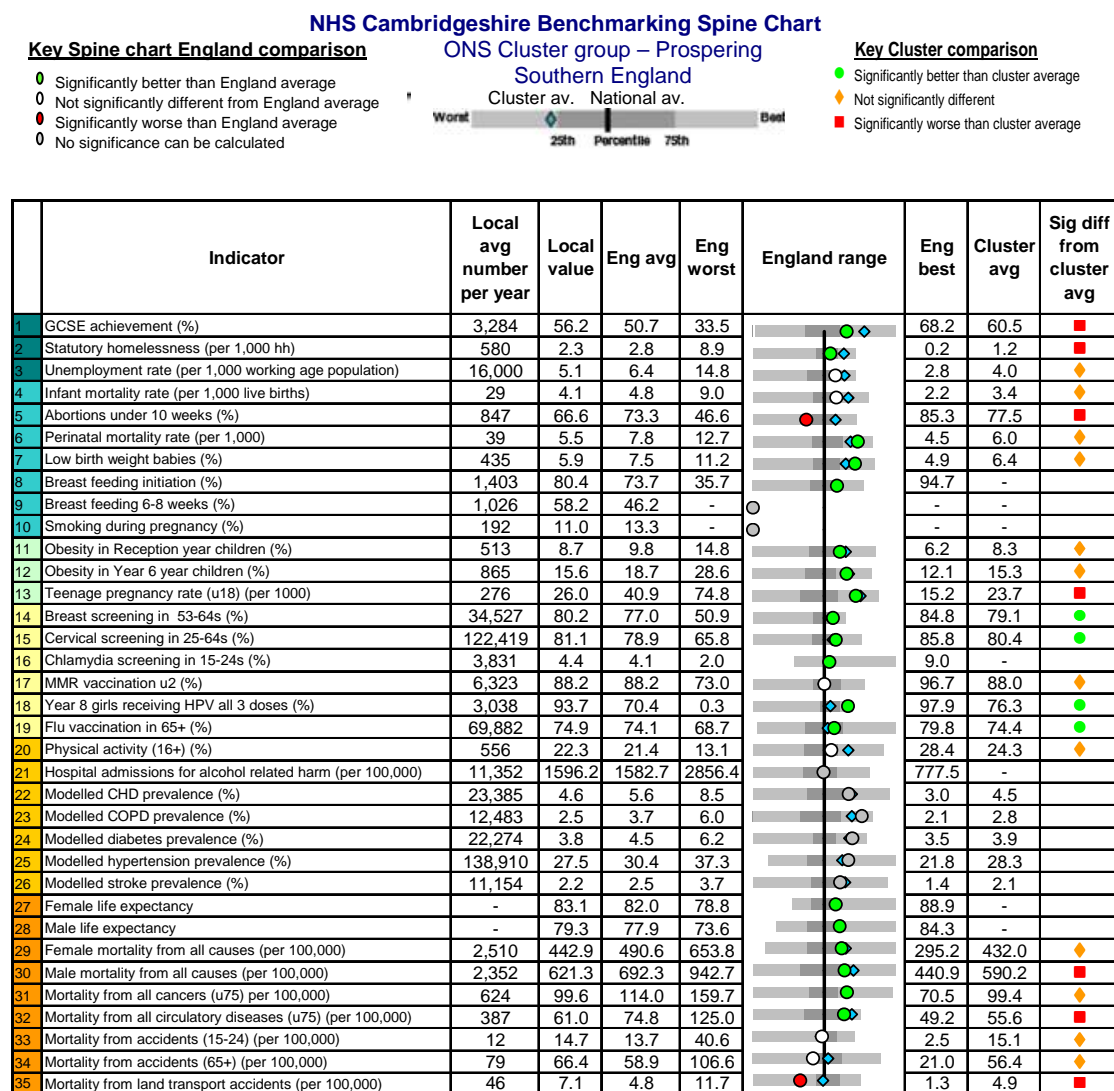 NHS Cambridgeshire Benchmarking Spine Chart
Key Spine chart England comparison
Significantly better than England average
Not significantly different from England average
Significantly worse than England average
No significance can be calculated
ONS Cluster group – Prospering
Southern England
Cluster av. National av.
Worst Best
25th Percentile 75th
Key Cluster comparison
Significantly better than cluster average
Not significantly different
Significantly worse than cluster average
Indicator Local avg number per year Local value Eng avg Eng worst England range Eng best Cluster avg Sig diff from cluster avg
1 GCSE achievement (%) 3,284 56.2 50.7 33.5 68.2 60.5
2 Statutory homelessness (per 1,000 hh) 580 2.3 2.8 8.9 0.2 1.2
3 Unemployment rate (per 1,000 working age population) 16,000 5.1 6.4 14.8 2.8 4.0
4 Infant mortality rate (per 1,000 live births) 29 4.1 4.8 9.0 2.2 3.4
5 Abortions under 10 weeks (%) 847 66.6 73.3 46.6 85.3 77.5
6 Perinatal mortality rate (per 1,000) 39 5.5 7.8 12.7 4.5 6.0
7 Low birth weight babies (%) 435 5.9 7.5 11.2 4.9 6.4
8 Breast feeding initiation (%) 1,403 80.4 73.7 35.7 94.7 -
9 Breast feeding 6-8 weeks (%) 1,026 58.2 46.2 - - -
10 Smoking during pregnancy (%) 192 11.0 13.3 - - -
11 Obesity in Reception year children (%) 513 8.7 9.8 14.8 6.2 8.3
12 Obesity in Year 6 year children (%) 865 15.6 18.7 28.6 12.1 15.3
13 Teenage pregnancy rate (u18) (per 1000) 276 26.0 40.9 74.8 15.2 23.7
14 Breast screening in 53-64s (%) 34,527 80.2 77.0 50.9 84.8 79.1
15 Cervical screening in 25-64s (%) 122,419 81.1 78.9 65.8 85.8 80.4
16 Chlamydia screening in 15-24s (%) 3,831 4.4 4.1 2.0 9.0 -
17 MMR vaccination u2 (%) 6,323 88.2 88.2 73.0 96.7 88.0
18 Year 8 girls receiving HPV all 3 doses (%) 3,038 93.7 70.4 0.3 97.9 76.3
19 Flu vaccination in 65+ (%) 69,882 74.9 74.1 68.7 79.8 74.4
20 Physical activity (16+) (%) 556 22.3 21.4 13.1 28.4 24.3
21 Hospital admissions for alcohol related harm (per 100,000) 11,352 1596.2 1582.7 2856.4 777.5 -
22 Modelled CHD prevalence (%) 23,385 4.6 5.6 8.5 3.0 4.5
23 Modelled COPD prevalence (%) 12,483 2.5 3.7 6.0 2.1 2.8
24 Modelled diabetes prevalence (%) 22,274 3.8 4.5 6.2 3.5 3.9
25 Modelled hypertension prevalence (%) 138,910 27.5 30.4 37.3 21.8 28.3
26 Modelled stroke prevalence (%) 11,154 2.2 2.5 3.7 1.4 2.1
27 Female life expectancy - 83.1 82.0 78.8 88.9 -
28 Male life expectancy - 79.3 77.9 73.6 84.3 -
29 Female mortality from all causes (per 100,000) 2,510 442.9 490.6 653.8 295.2 432.0
30 Male mortality from all causes (per 100,000) 2,352 621.3 692.3 942.7 440.9 590.2
31 Mortality from all cancers (u75) per 100,000) 624 99.6 114.0 159.7 70.5 99.4
32 Mortality from all circulatory diseases (u75) (per 100,000) 387 61.0 74.8 125.0 49.2 55.6
33 Mortality from accidents (15-24) (per 100,000) 12 14.7 13.7 40.6 2.5 15.1
34 Mortality from accidents (65+) (per 100,000) 79 66.4 58.9 106.6 21.0 56.4
35 Mortality from land transport accidents (per 100,000) 46 7.1 4.8 11.7 1.3 4.9